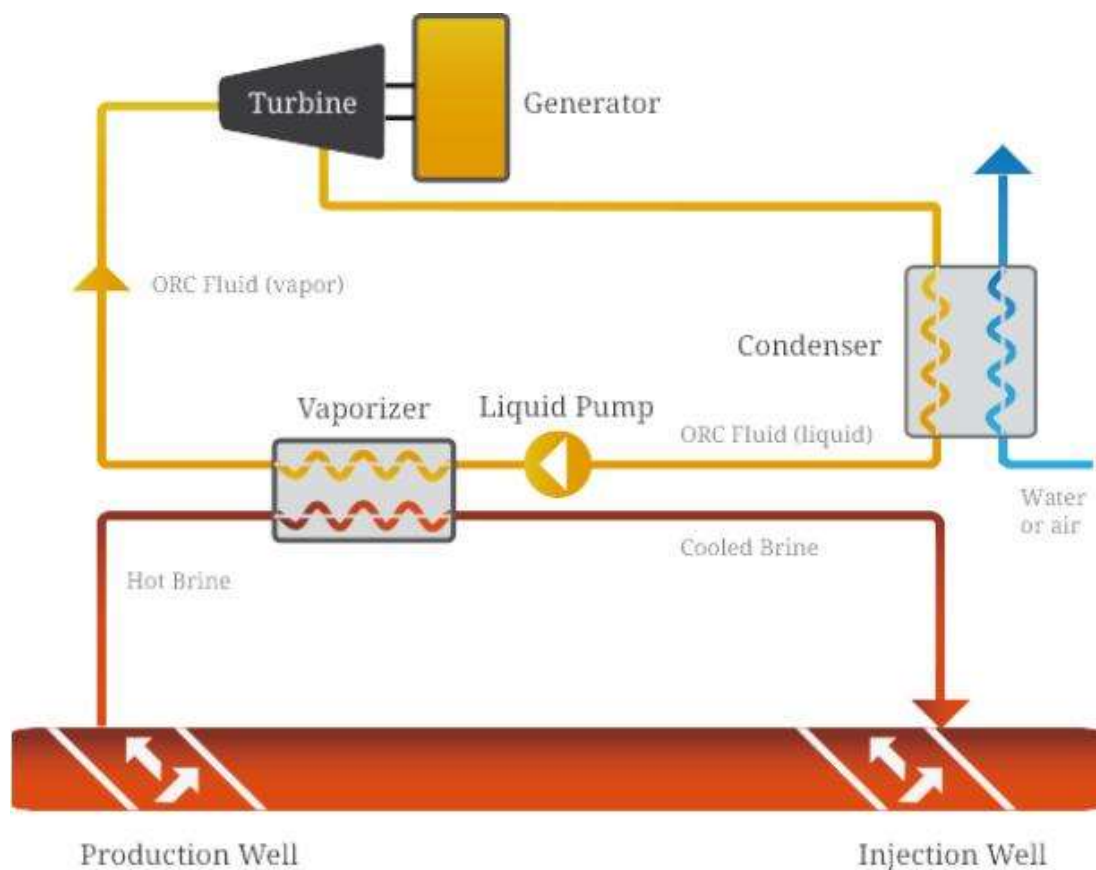 Turbine
Generator
ORC Fluid (vapor)
Condenser
Vaporizer
Liquid Pump
ORC Fluid (liquid)
Water
or air
Cooled Brine
Hot Brine
Production Well
Injection Well